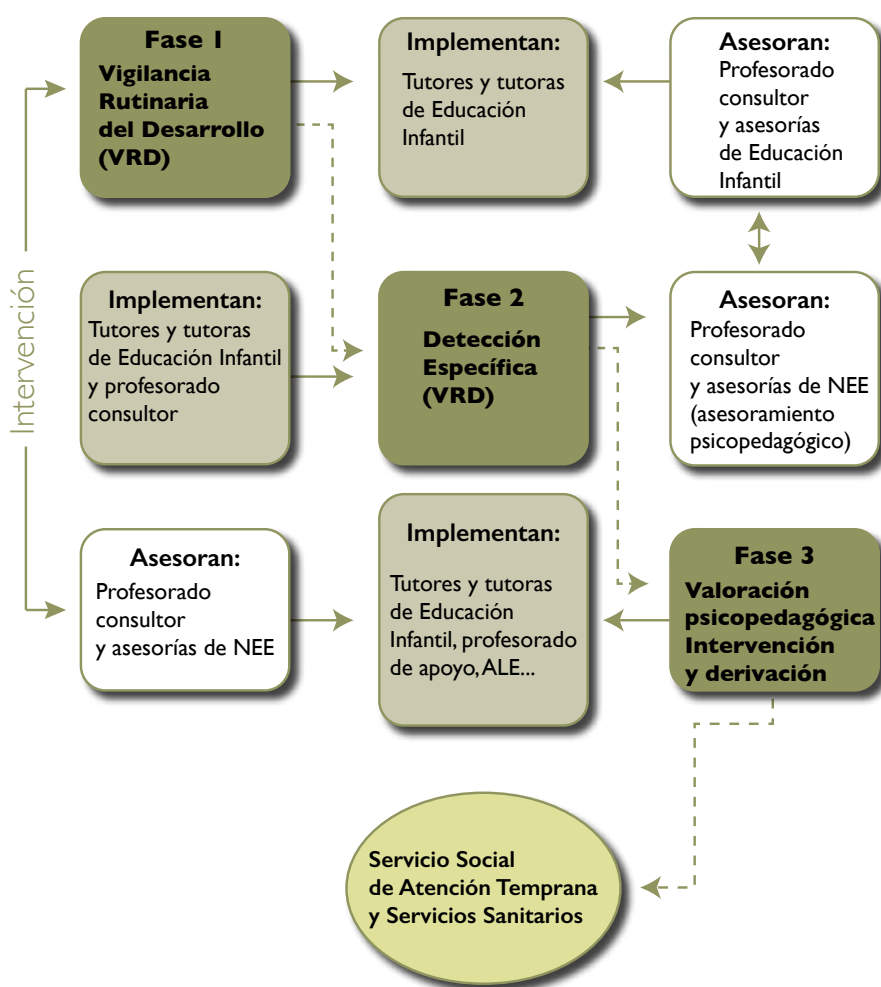 Intervención
Fase 1
Vigilancia
Rutinaria
del Desarrollo
(VRD)
Implementan:
Tutores y tutoras
de Educación
Infantil
Asesoran:
Profesorado
consultor
y asesorías
de Educación
Infantil
Implementan:
Tutores y tutoras
de Educación Infantil
y profesorado
consultor
Fase 2
Detección
Específica
(VRD)
Asesoran:
Profesorado
consultor
y asesorías de NEE
(asesoramiento
psicopedagógico)
Asesoran:
Profesorado
consultor
y asesorías de NEE
Implementan:
Tutores y tutoras
de Educación
Infantil, profesorado
de apoyo, ALE...
Fase 3
Valoración
psicopedagógica
Intervención
y derivación
Servicio Social
de Atención Temprana
y Servicios Sanitarios